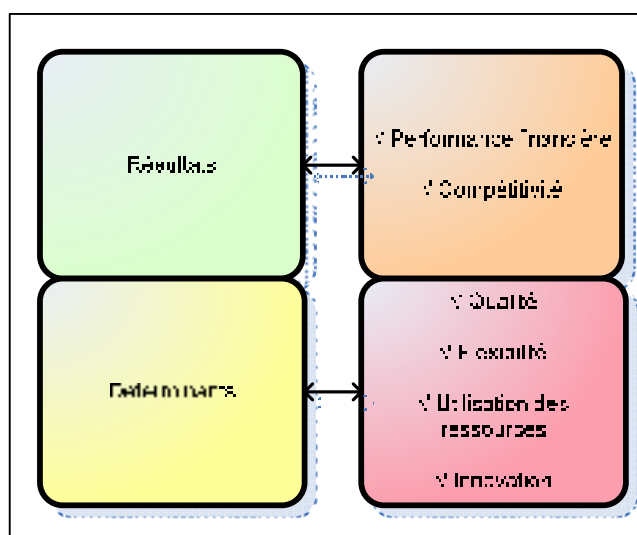 Résultats
√ Performance financière
√ Compétitivité
Déterminants
√ Qualité
√ Flexibilité
√ Utilisation des
ressources
√ Innovation